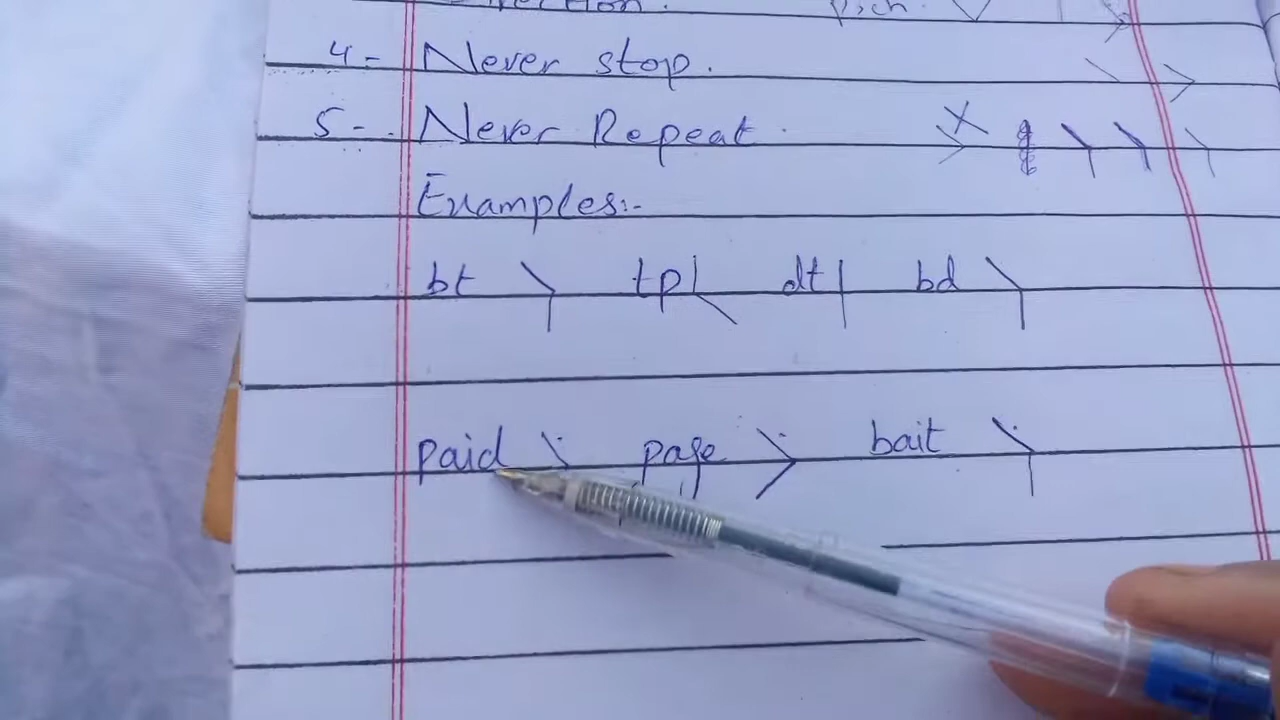 4- Never stop.
5- Never Repeat.
Examples:-
bt tp dt bd
paid page bait